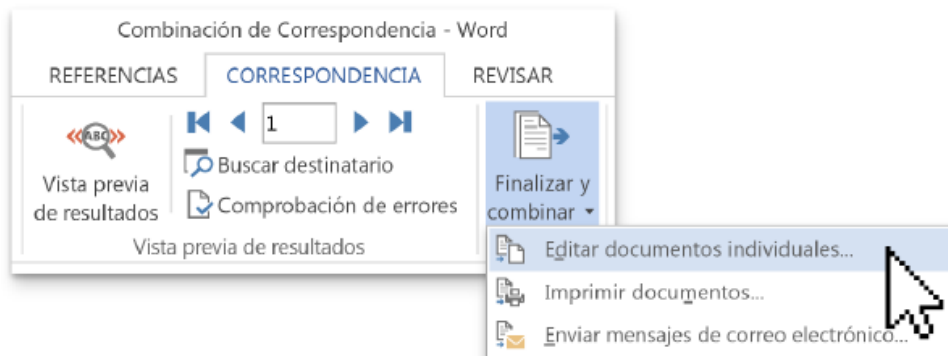 Combinación de Correspondencia - Word
REFERENCIAS
CORRESPONDENCIA
REVISAR
«ABC»
Vista previa
de resultados
1
Buscar destinatario
Comprobación de errores
Vista previa de resultados
Finalizar y
combinar
Editar documentos individuales...
Imprimir documentos...
Enviar mensajes de correo electrónico...